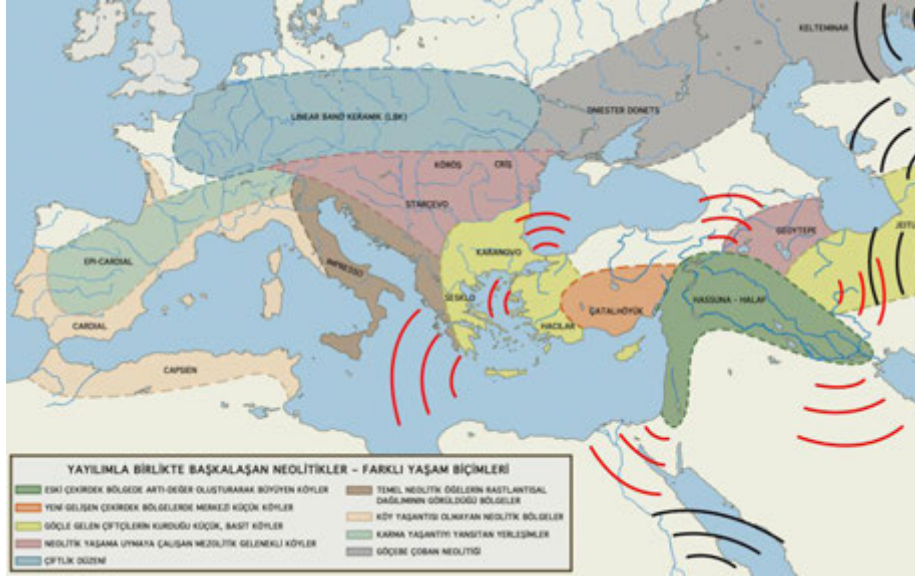 KELTEMINAR
LINEAR BAND KERAMIK (LBK)
DNIESTER DONETS
KÖRÖŞ
CRIŞ
STARÇEVO
JEITU
GEOYTEPE
KARANOVO
EPI-CARDIAL
IMPRESSO
SESKLO
HACILAR
ÇATALHÖYÜK
HASSUNA - HALAF
CARDIAL
CAPSIEN
YAYILIMLA BİRLİKTE BAŞKALAŞAN NEOLİTİKLER – FARKLI YAŞAM BİÇİMLERİ
ESKİ ÇEKİRDEK BÖLGEDE ARTI-DEĞER OLUŞTURARAK BÜYÜYEN KÖYLER
YENİ GELİŞEN ÇEKİRDEK BÖLGELERDE MERKEZİ KÜÇÜK KÖYLER
GÖÇLE GELEN ÇİFTÇİLERİN KURDUĞU KÜÇÜK, BASİT KÖYLER
NEOLİTİK YAŞAMA UYMAYA ÇALIŞAN MEZOLİTİK GELENEKLİ KÖYLER
ÇİFTLİK DÜZENİ
TEMEL NEOLİTİK ÖĞELERİN RASTLANTISAL
DAĞILIMININ GÖRÜLDÜĞÜ BÖLGELER
KÖY YAŞANTISI OLMAYAN NEOLİTİK BÖLGELER
KARMA YAŞANTIYI YANSITAN YERLEŞİMLER
GÖÇEBE ÇOBAN NEOLİTİĞİ